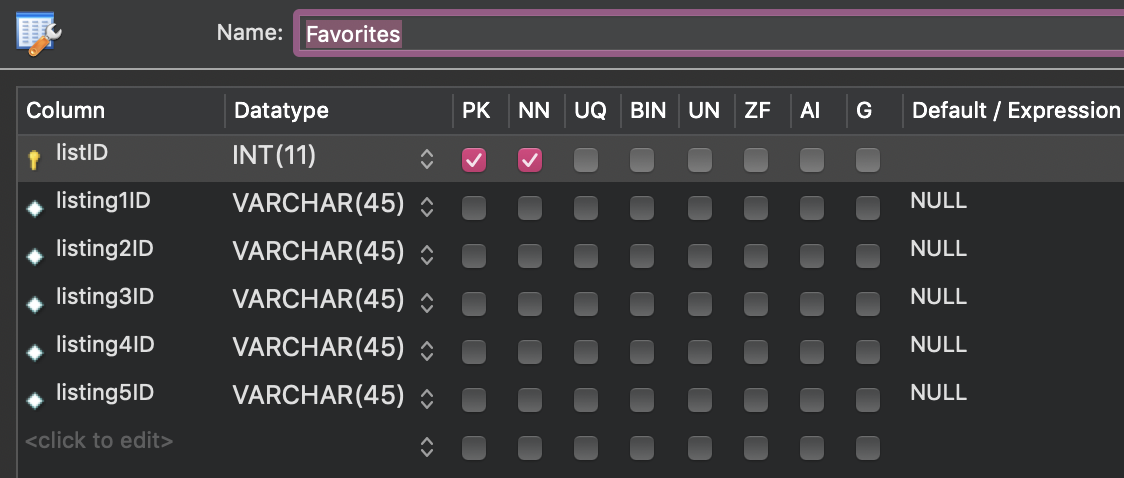 Name: Favorites
Column Datatype PK NN UQ BIN UN ZF AI G Default / Expression
listID INT(11)
listing1ID VARCHAR(45) NULL
listing2ID VARCHAR(45) NULL
listing3ID VARCHAR(45) NULL
listing4ID VARCHAR(45) NULL
listing5ID VARCHAR(45) NULL
<click to edit>